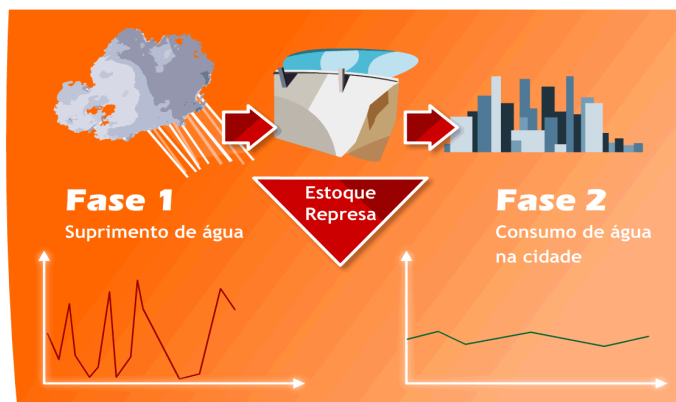 Estoque
Represa
Fase 1
Suprimento de água
Fase 2
Consumo de água
na cidade